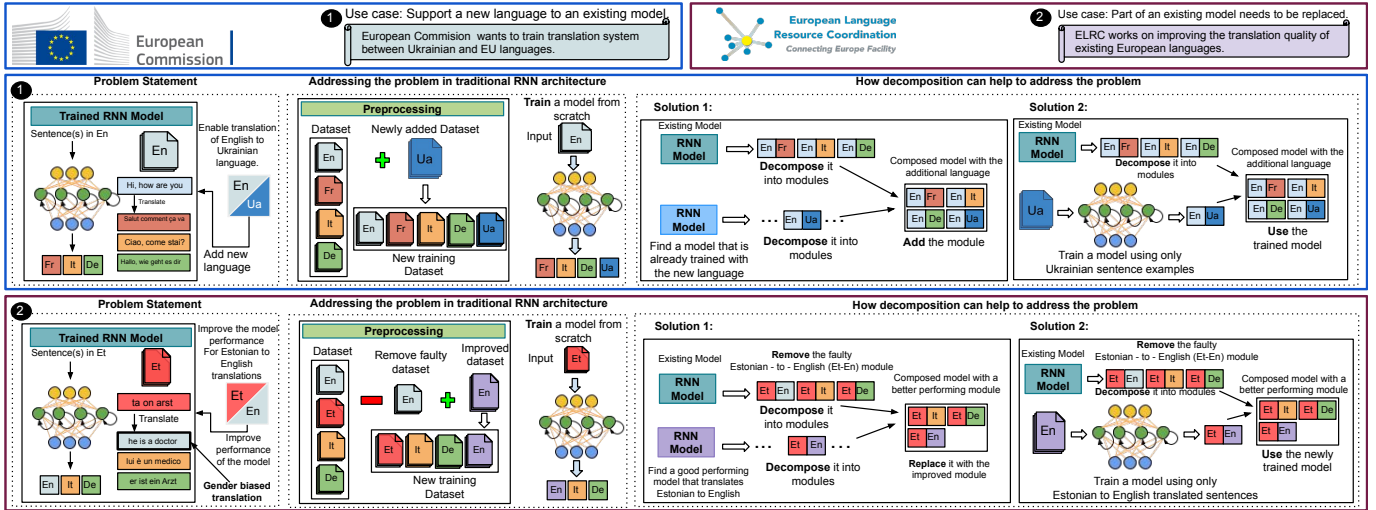 European
Commission
1 Use case: Support a new language to an existing model.
European Commision wants to train translation system
between Ukrainian and EU languages.
European Language
Resource Coordination
Connecting Europe Facility
2 Use case: Part of an existing model needs to be replaced.
ELRC works on improving the translation quality of
existing European languages.
1
Problem Statement
Trained RNN Model
Sentence(s) in En
En
Hi, how are you
Translate
Salut comment ça va
Ciao, come stai?
Hallo, wie geht es dir
Fr It De
Enable translation
of English to
Ukrainian
language.
En
Ua
Add new
language
Addressing the problem in traditional RNN architecture
Preprocessing
Dataset
En
Fr
It
De
Newly added Dataset
Ua
En Fr It De Ua
New training
Dataset
Train a model from
scratch
Input
En
Fr It De Ua
How decomposition can help to address the problem
Solution 1:
Existing Model
RNN
Model
En Fr En It En De
Decompose it
into modules
RNN
Model
... En Ua ...
Decompose it into
modules
Find a model that is
already trained with
the new language
Composed model with the
additional language
En Fr En It
En De En Ua
Add the module
Solution 2:
Existing Model
RNN
Model
En Fr En It En De
Decompose it into
modules
Ua
En Ua
Train a model using only
Ukrainian sentence examples
Composed model with the
additional language
En Fr En It
En De En Ua
Use the
trained model
2
Problem Statement
Trained RNN Model
Sentence(s) in Et
Et
ta on arst
Translate
he is a doctor
lui è un medico
er ist ein Arzt
En It De
Improve the model
performance
For Estonian to
English
translations
Et
En
Improve
performance
of the model
Gender biased
translation
Addressing the problem in traditional RNN architecture
Preprocessing
Dataset
En
Et
It
De
Remove faulty
dataset
En
Improved
dataset
En
Et It De En
New training
Dataset
Train a model from
scratch
Input
Et
En It De
How decomposition can help to address the problem
Solution 1:
Existing Model
RNN
Model
Remove the faulty
Estonian - to - English (Et-En) module
Et En Et It Et De
Decompose it
into modules
RNN
Model
... Et En ...
Decompose it into
modules
Find a good performing
model that translates
Estonian to English
Composed model with a
better performing module
Et It Et De
Et En
Replace it with the
improved module
Solution 2:
Remove the faulty
Estonian - to - English (Et-En) module
Existing Model
RNN
Model
Et En Et It Et De
Decompose it into modules
En
Et En
Train a model using only
Estonian to English translated sentences
Composed model with a
better performing module
Et It Et De
Et En
Use the newly
trained model